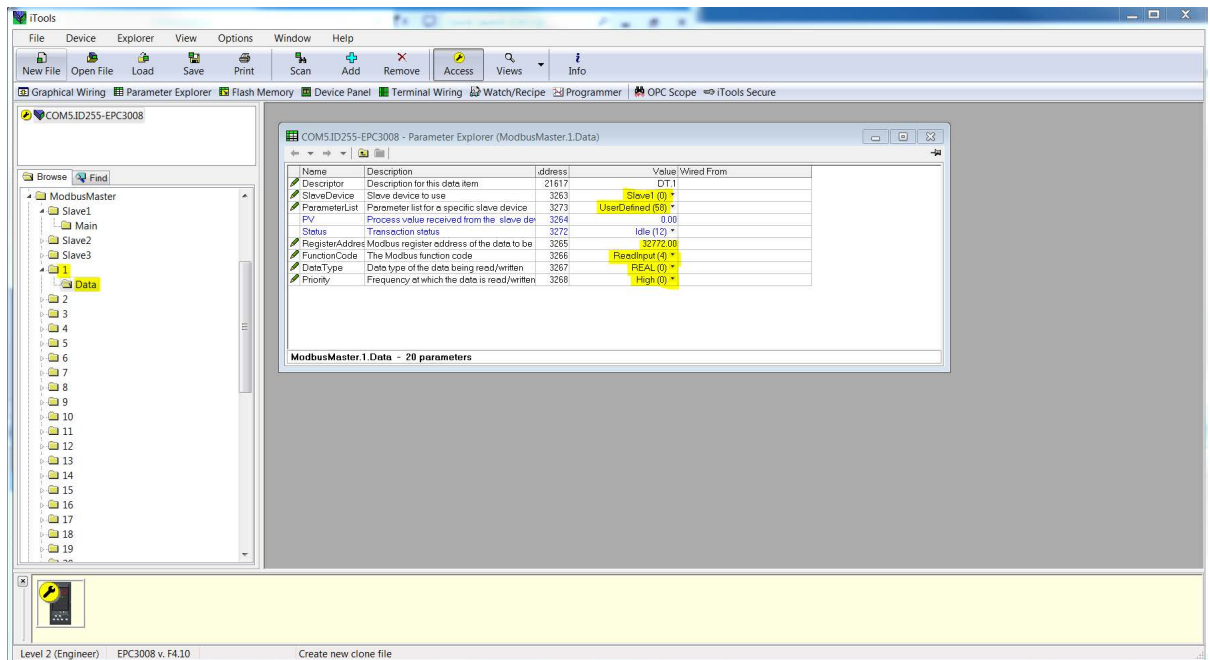 iTools
File Device Explorer View Options Window Help
New File Open File Load Save Print Scan Add Remove Access Views Info
Graphical Wiring Parameter Explorer Flash Memory Device Panel Terminal Wiring Watch/Recipe Programmer OPC Scope iTools Secure
COM5.ID255-EPC3008
Browse Find
ModbusMaster
Slave1
Main
Slave2
Slave3
1
Data
2
3
4
5
6
7
8
9
10
11
12
13
14
15
16
17
18
19
COM5.ID255-EPC3008 - Parameter Explorer (ModbusMaster.1.Data)
Name Description ddress Value Wired From
Descriptor Description for this data item 21617 DT.1
SlaveDevice Slave device to use 3263 Slave1 (0)
ParameterList Parameter list for a specific slave device 3273 UserDefined (58)
PV Process value received from the slave de 3264 0.00
Status Transaction status 3272 Idle (12)
RegisterAddres Modbus register address of the data to be 3265 32772.00
FunctionCode The Modbus function code 3266 ReadInput (4)
DataType Data type of the data being read/written 3267 REAL (0)
Priority Frequency at which the data is read/written 3268 High (0)
ModbusMaster.1.Data - 20 parameters
Level 2 (Engineer) EPC3008 v. F4.10 Create new clone file